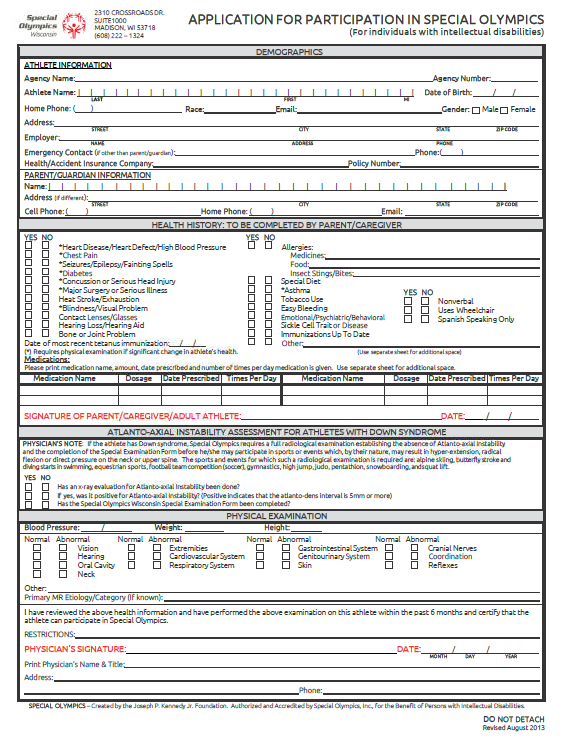 Special Olympics Wisconsin
2310 CROSSROADS DR.
SUITE1000
MADISON, WI 53718
(608) 222 – 1324
APPLICATION FOR PARTICIPATION IN SPECIAL OLYMPICS
(For individuals with intellectual disabilities)
DEMOGRAPHICS
ATHLETE INFORMATION
Agency Name: Agency Number:
Athlete Name: Date of Birth: / /
LAST FIRST MI
Home Phone: ( ) Race: Email: Gender: Male Female
Address:
STREET CITY STATE ZIP CODE
Employer:
NAME ADDRESS PHONE
Emergency Contact (if other than parent/guardian): Phone:( )
Health/Accident Insurance Company: Policy Number:
PARENT/GUARDIAN INFORMATION
Name:
Address (if different):
STREET CITY STATE ZIP CODE
Cell Phone: ( ) Home Phone: ( ) Email:
HEALTH HISTORY: TO BE COMPLETED BY PARENT/CAREGIVER
YES NO YES NO
*Heart Disease/Heart Defect/High Blood Pressure Allergies:
*Chest Pain Medicines:
*Seizures/Epilepsy/Fainting Spells Food:
*Diabetes Insect Stings/Bites:
*Concussion or Serious Head Injury Special Diet
*Major Surgery or Serious Illness *Asthma YES NO
Heat Stroke/Exhaustion Tobacco Use Nonverbal
*Blindness/Visual Problem Easy Bleeding Uses Wheelchair
Contact Lenses/Glasses Emotional/Psychiatric/Behavioral Spanish Speaking Only
Hearing Loss/Hearing Aid Sickle Cell Trait or Disease
Bone or Joint Problem Immunizations Up To Date
Date of most recent tetanus immunization: / / Other:
(*) Requires physical examination if significant change in athlete's health. (Use separate sheet for additional space)
Medications:
Please print medication name, amount, date prescribed and number of times per day medication is given. Use separate sheet for additional space.
Medication Name Dosage Date Prescribed Times Per Day Medication Name Dosage Date Prescribed Times Per Day
SIGNATURE OF PARENT/CAREGIVER/ADULT ATHLETE: DATE: / /
ATLANTO-AXIAL INSTABILITY ASSESSMENT FOR ATHLETES WITH DOWN SYNDROME
PHYSICIAN'S NOTE: If the athlete has Down syndrome, Special Olympics requires a full radiological examination establishing the absence of Atlanto-axial Instability
and the completion of the Special Examination Form before he/she may participate in sports or events which, by their nature, may result in hyper-extension, radical
flexion or direct pressure on the neck or upper spine. The sports and events for which such a radiological examination is required are: alpine skiing, butterfly stroke and
diving starts in swimming, equestrian sports, football team competition (soccer), gymnastics, high jump, judo, pentathlon, snowboarding, andsquat lift.
YES NO
Has an x-ray evaluation for Atlanto-axial Instability been done?
If yes, was it positive for Atlanto-axial Instability? (Positive indicates that the atlanto-dens interval is 5mm or more)
Has the Special Olympics Wisconsin Special Examination Form been completed?
PHYSICAL EXAMINATION
Blood Pressure: / Weight: Height:
Normal Abnormal Normal Abnormal Normal Abnormal Normal Abnormal
Vision Extremities Gastrointestinal System Cranial Nerves
Hearing Cardiovascular System Genitourinary System Coordination
Oral Cavity Respiratory System Skin Reflexes
Neck
Other:
Primary MR Etiology/Category (If known):
I have reviewed the above health information and have performed the above examination on this athlete within the past 6 months and certify that the
athlete can participate in Special Olympics.
RESTRICTIONS:
PHYSICIAN'S SIGNATURE: DATE: / /
MONTH DAY YEAR
Print Physician's Name & Title:
Address:
Phone:
SPECIAL OLYMPICS – Created by the Joseph P. Kennedy Jr. Foundation. Authorized and Accredited by Special Olympics, Inc., for the Benefit of Persons with Intellectual Disabilities.
DO NOT DETACH
Revised August 2013